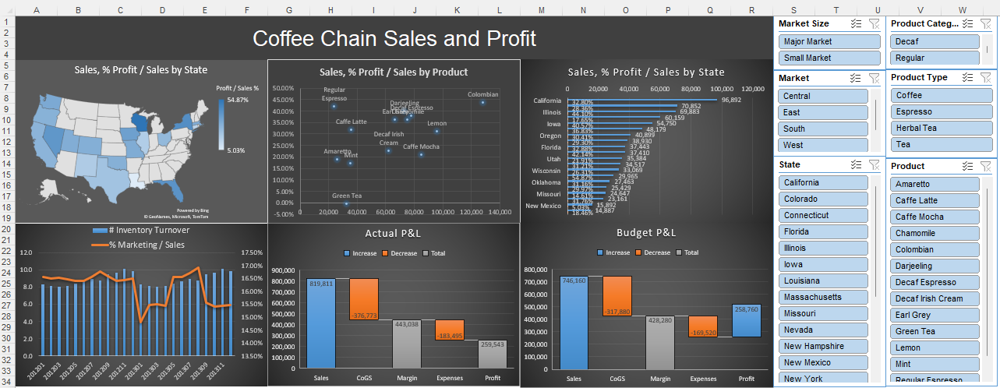 A B C D E F G H I J K L M N O P Q R S T U V W
1
2
3
4
5
6
7
8
9
10
11
12
13
14
15
16
17
18
19
20
21
22
23
24
25
26
27
28
29
30
31
32
33
34
Coffee Chain Sales and Profit
Sales, % Profit / Sales by State
Profit / Sales %
54.87%
5.03%
Powered by Bing
© GeoNames, Microsoft, TomTom
Sales, % Profit / Sales by Product
50.00%
45.00%
40.00%
35.00%
30.00%
25.00%
20.00%
15.00%
10.00%
5.00%
0.00%
-5.00%
Regular
Espresso
Colombian
Darjeeling
Decaf Espresso
Caffe Latte
Lemon
Decaf Irish
Cream
Caffe Mocha
Amaretto
Mint
Green Tea
0 20,000 40,000 60,000 80,000 100,000 120,000 140,000
Sales, % Profit / Sales by State
0 20,000 40,000 60,000 80,000 100,000 120,000
California 32.80% 96,892
28.36% 70,852
Illinois 44.10% 69,883
17.65% 60,159
Iowa 40.57% 54,750
36.83% 48,179
Oregon 30.41% 40,899
29.30% 38,930
Florida 32.88% 37,443
42.14% 37,410
Utah 21.91% 35,384
31.21% 34,517
Wisconsin 26.31% 33,069
54.87% 29,965
Oklahoma 31.16% 27,463
29.97% 25,429
Missouri 24,647
31.76% 23,161
New Mexico 5.03% 15,892
18.46% 14,887
# Inventory Turnover
% Marketing / Sales
12.0
10.0
8.0
6.0
4.0
2.0
0.0
17.50%
17.00%
16.50%
16.00%
15.50%
15.00%
14.50%
14.00%
13.50%
201201 201203 201205 201207 201209 201211 201301 201303 201305 201307 201309 201311
Actual P&L
Increase Decrease Total
900,000
800,000
700,000
600,000
500,000
400,000
300,000
200,000
100,000
0
819,811
-376,773
443,038
-183,495
259,543
Sales CoGS Margin Expenses Profit
Budget P&L
Increase Decrease Total
800,000
700,000
600,000
500,000
400,000
300,000
200,000
100,000
0
746,160
-317,880
428,280
-169,520
258,760
Sales CoGS Margin Expenses Profit
Market Size
Major Market
Small Market
Market
Central
East
South
West
State
California
Colorado
Connecticut
Florida
Illinois
Iowa
Louisiana
Massachusetts
Missouri
Nevada
New Hampshire
New Mexico
New York
Product Categ...
Decaf
Regular
Product Type
Coffee
Espresso
Herbal Tea
Tea
Product
Amaretto
Caffe Latte
Caffe Mocha
Chamomile
Colombian
Darjeeling
Decaf Espresso
Decaf Irish Cream
Earl Grey
Green Tea
Lemon
Mint
Regular Espresso